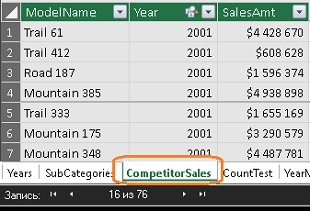 ModelName Year SalesAmt
1 Trail 61 2001 $4 428 670
2 Trail 412 2001 $608 628
3 Road 187 2001 $1 596 374
4 Mountain 385 2001 $4 938 898
5 Trail 333 2001 $1 655 169
6 Mountain 175 2001 $3 290 579
7 Mountain 348 2001 $4 487 781
Years SubCategorie CompetitorSales CountTest YearN
Запись: 16 из 76